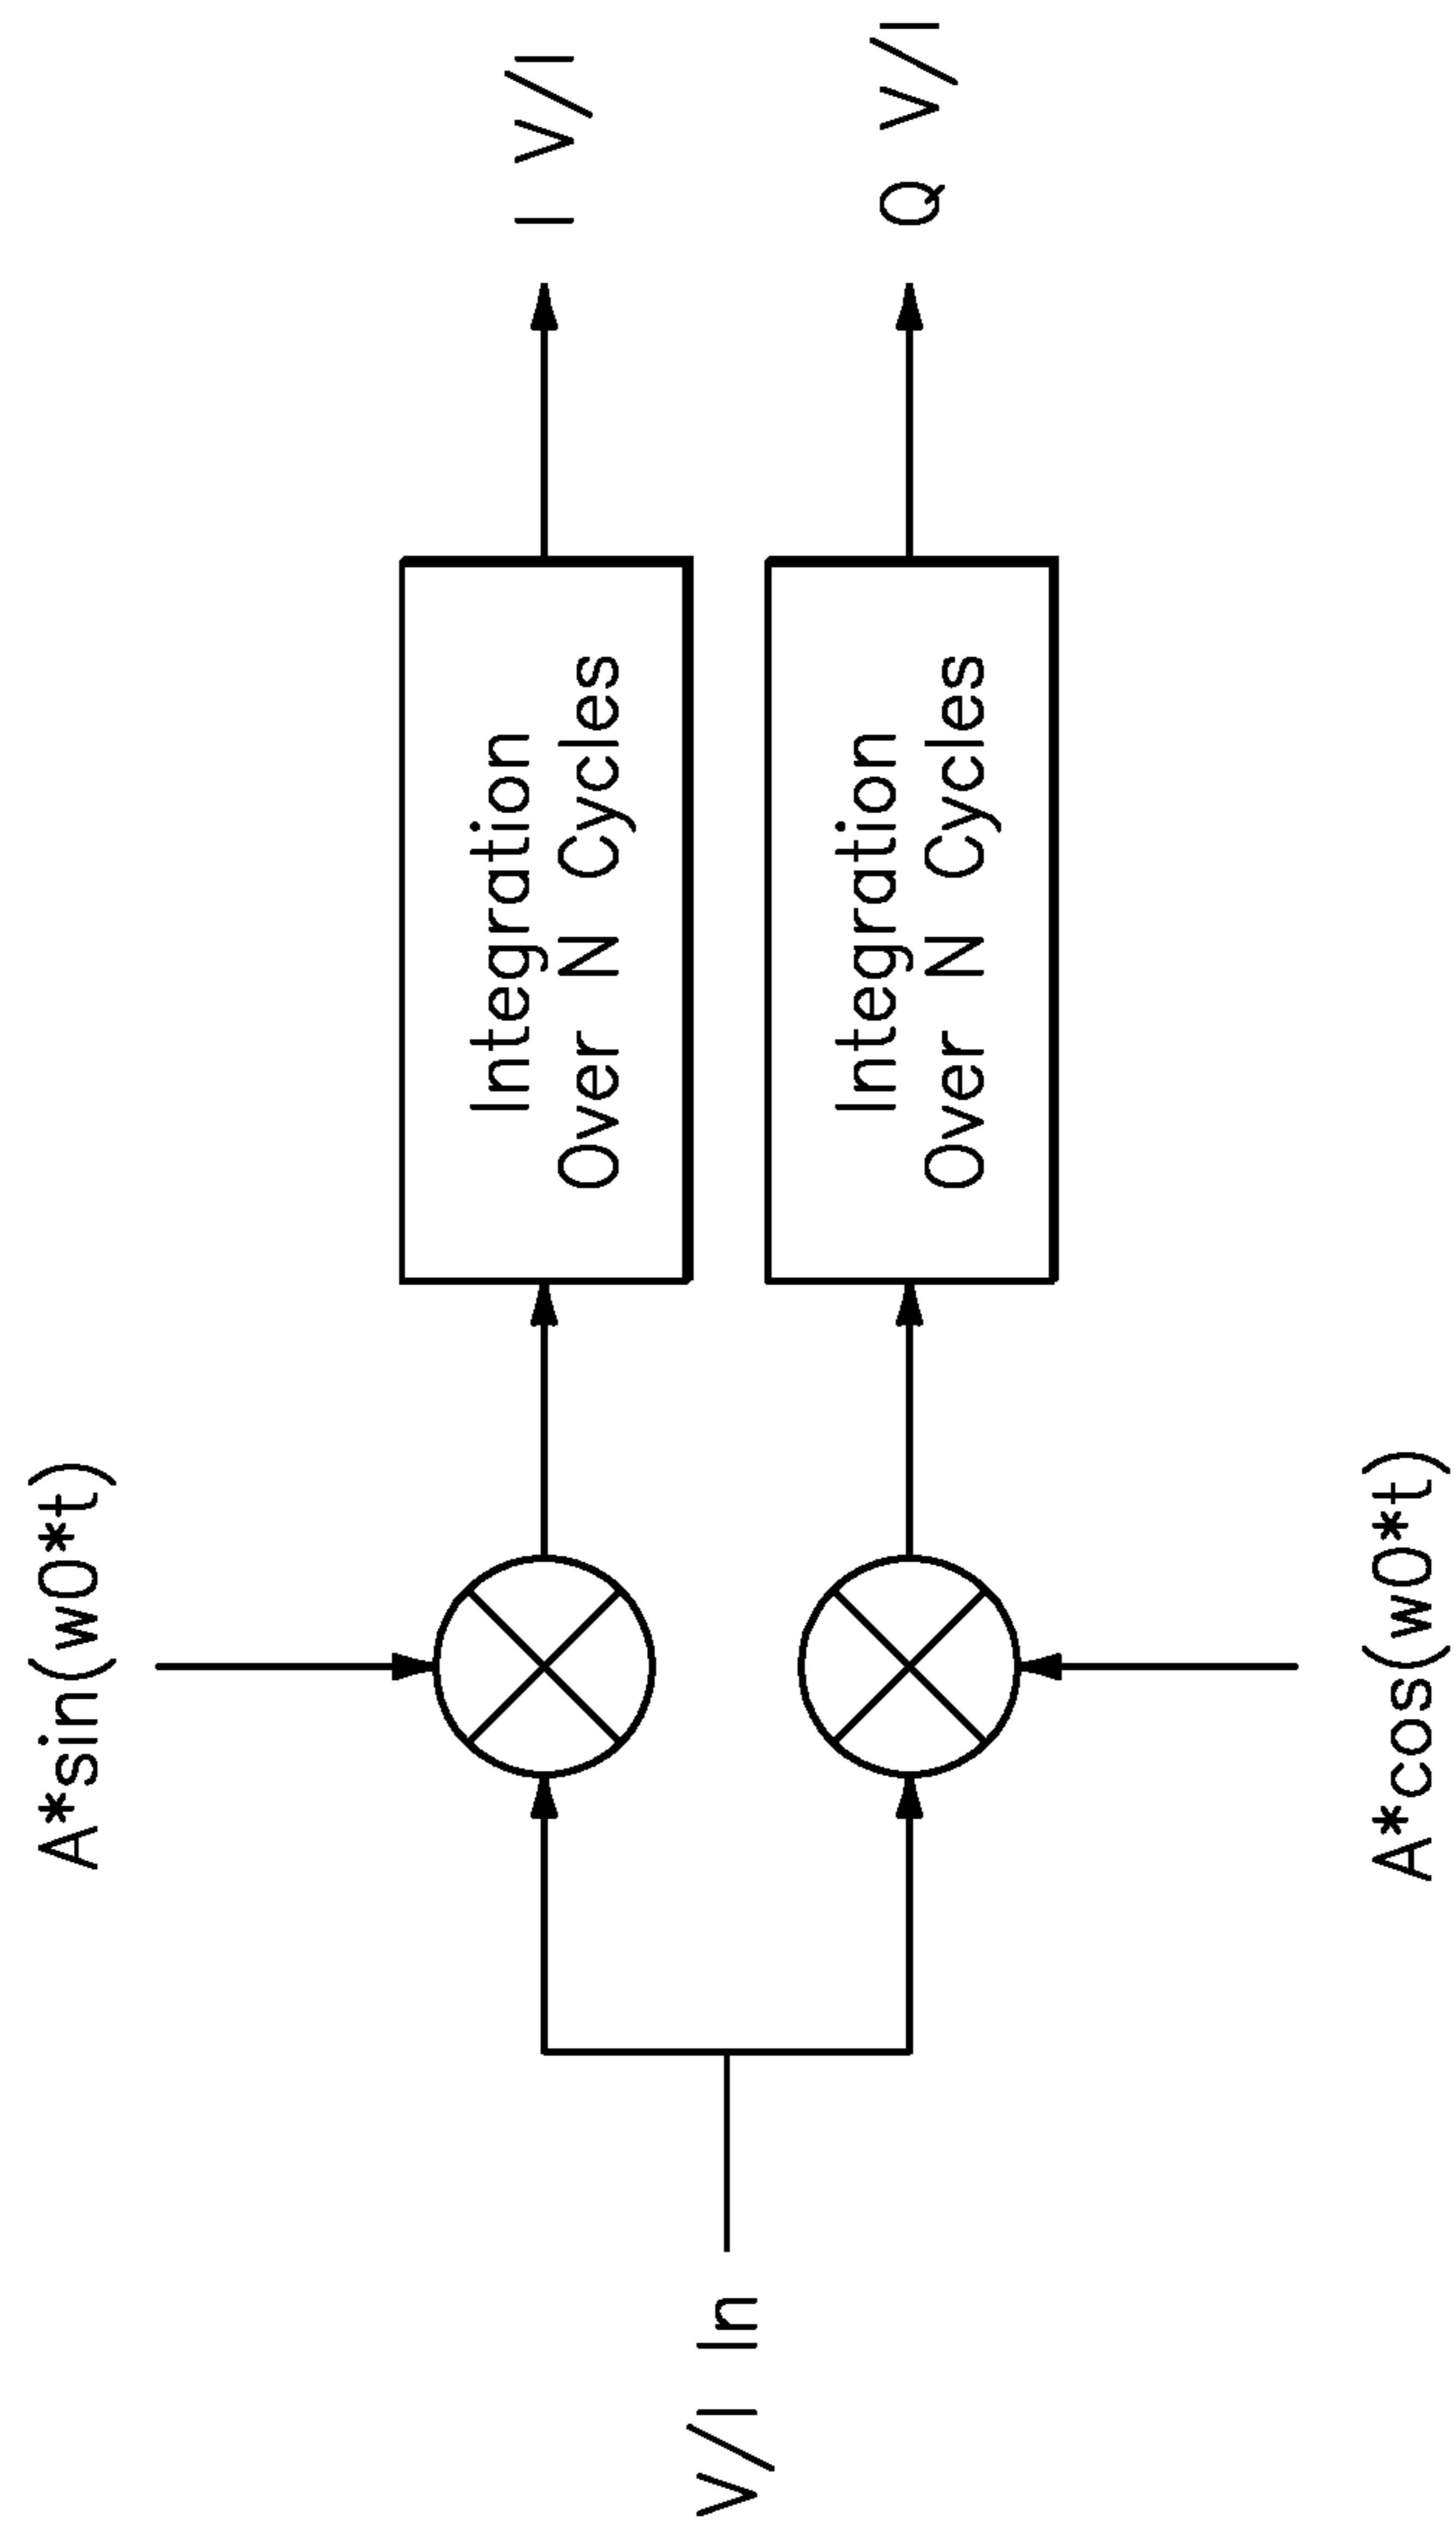 A*sin(w0*t)
V/I In
Integration
Over N Cycles
I V/I
Integration
Over N Cycles
Q V/I
A*cos(w0*t)